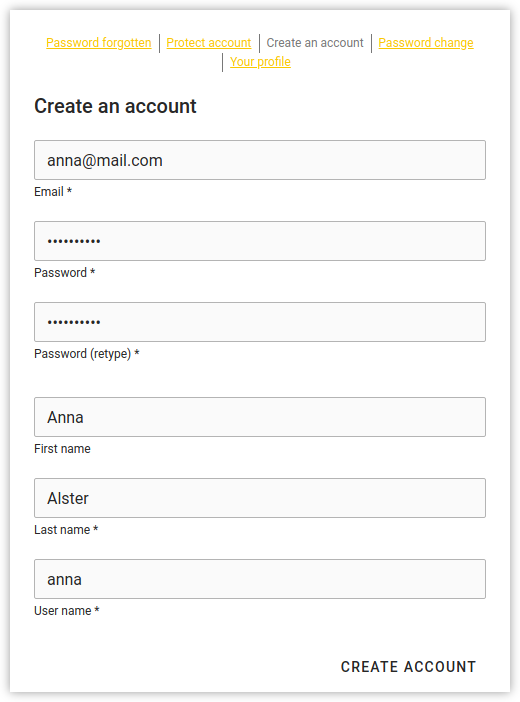 Password forgotten | Protect account | Create an account | Password change
| Your profile
Create an account
anna@mail.com
Email *
••••••••••
Password *
••••••••••
Password (retype) *
Anna
First name
Alster
Last name *
anna
User name *
CREATE ACCOUNT